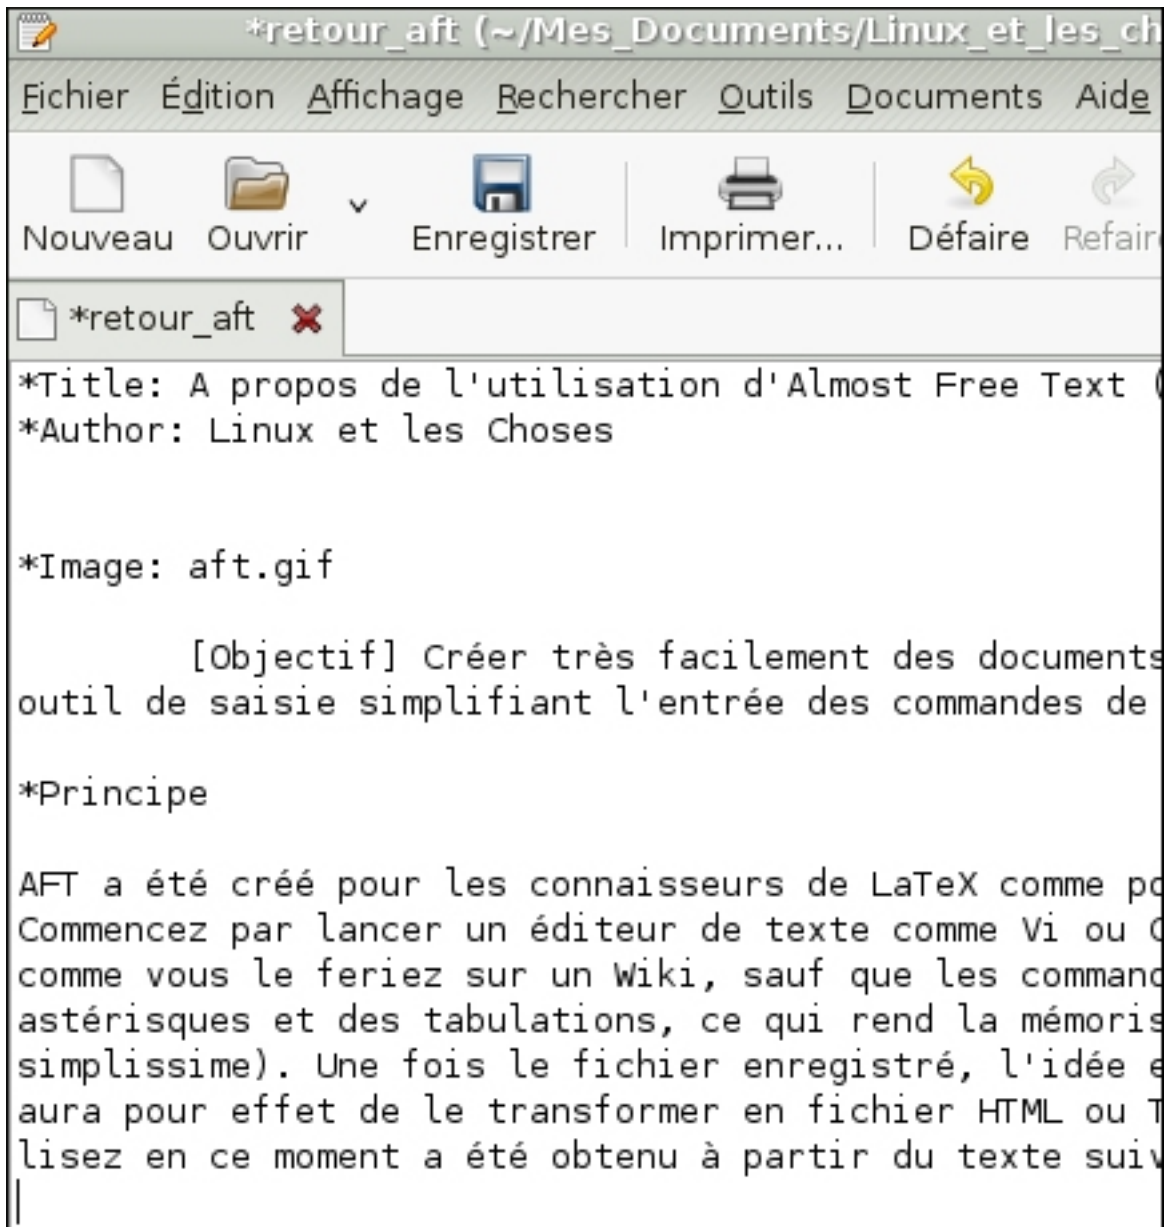 *retour_aft (~/Mes_Documents/Linux_et_les_ch
Fichier Édition Affichage Rechercher Outils Documents Aide
Nouveau Ouvrir Enregistrer Imprimer... Défaire Refaire
*retour_aft
*Title: A propos de l'utilisation d'Almost Free Text (
*Author: Linux et les Choses
*Image: aft.gif
[Objectif] Créer très facilement des documents
outil de saisie simplifiant l'entrée des commandes de
*Principe
AFT a été créé pour les connaisseurs de LaTeX comme po
Commencez par lancer un éditeur de texte comme Vi ou
comme vous le feriez sur un Wiki, sauf que les command
astérisques et des tabulations, ce qui rend la mémoris
simplissime). Une fois le fichier enregistré, l'idée e
aura pour effet de le transformer en fichier HTML ou T
lisez en ce moment a été obtenu à partir du texte suiv